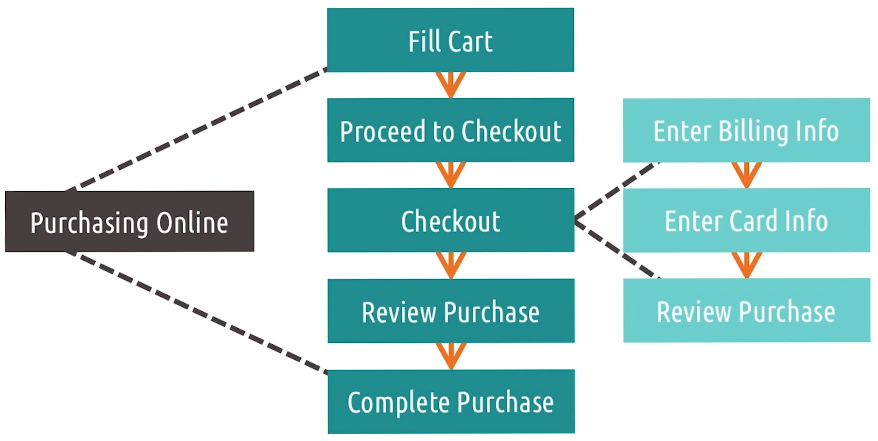 Fill Cart
Proceed to Checkout
Enter Billing Info
Purchasing Online
Checkout
Enter Card Info
Review Purchase
Review Purchase
Complete Purchase